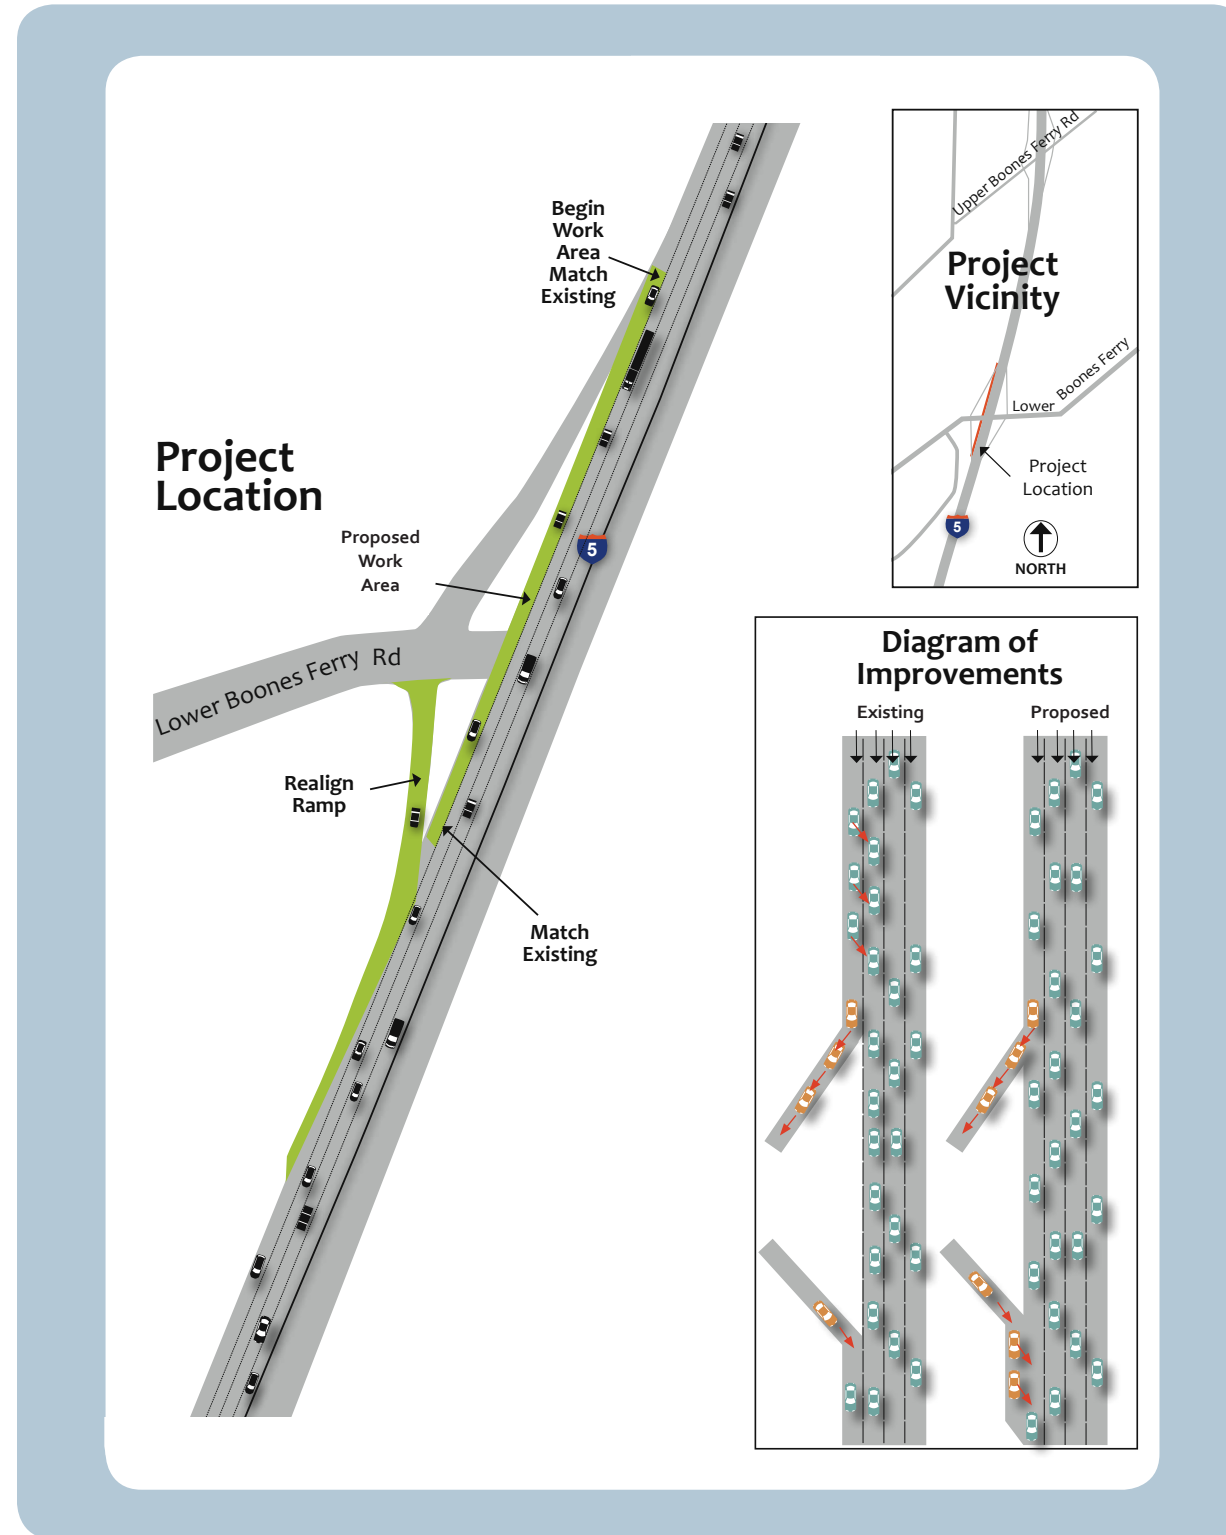 Begin
Work
Area
Match
Existing
Project
Location
Proposed
Work
Area
5
Lower Boones Ferry Rd
Realign
Ramp
Match
Existing
Upper Boones Ferry Rd
Project
Vicinity
Lower Boones Ferry
Project
Location
5
NORTH
Diagram of
Improvements
Existing
Proposed